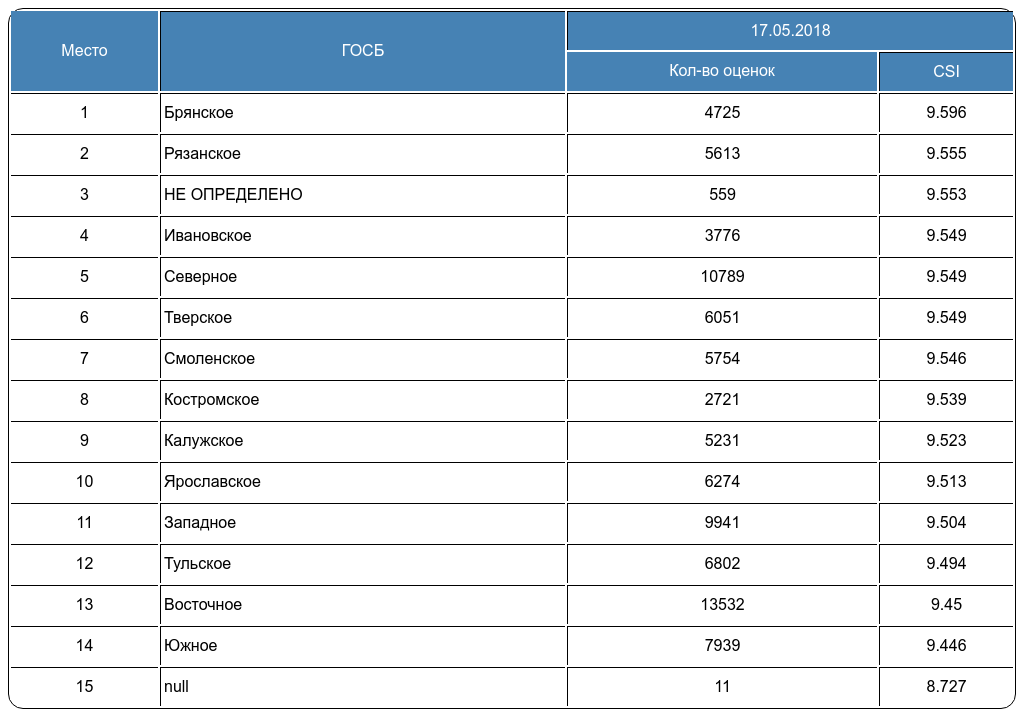 Место ГОСБ 17.05.2018
Кол-во оценок CSI
1 Брянское 4725 9.596
2 Рязанское 5613 9.555
3 НЕ ОПРЕДЕЛЕНО 559 9.553
4 Ивановское 3776 9.549
5 Северное 10789 9.549
6 Тверское 6051 9.549
7 Смоленское 5754 9.546
8 Костромское 2721 9.539
9 Калужское 5231 9.523
10 Ярославское 6274 9.513
11 Западное 9941 9.504
12 Тульское 6802 9.494
13 Восточное 13532 9.45
14 Южное 7939 9.446
15 null 11 8.727